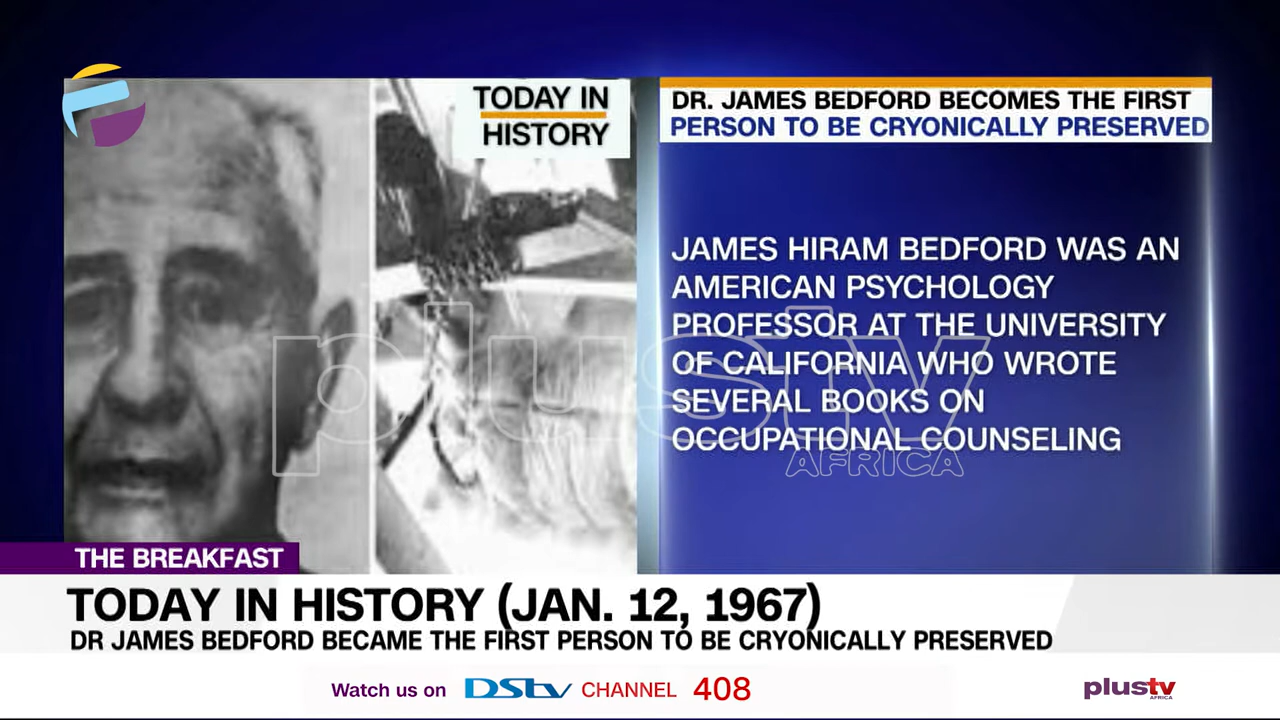 TODAY IN
HISTORY
DR. JAMES BEDFORD BECOMES THE FIRST
PERSON TO BE CRYONICALLY PRESERVED
JAMES HIRAM BEDFORD WAS AN
AMERICAN PSYCHOLOGY
PROFESSOR AT THE UNIVERSITY
OF CALIFORNIA WHO WROTE
SEVERAL BOOKS ON
OCCUPATIONAL COUNSELING
plustv
AFRICA
THE BREAKFAST
TODAY IN HISTORY (JAN. 12, 1967)
DR JAMES BEDFORD BECAME THE FIRST PERSON TO BE CRYONICALLY PRESERVED
Watch us on DStv CHANNEL 408
plustv
AFRICA